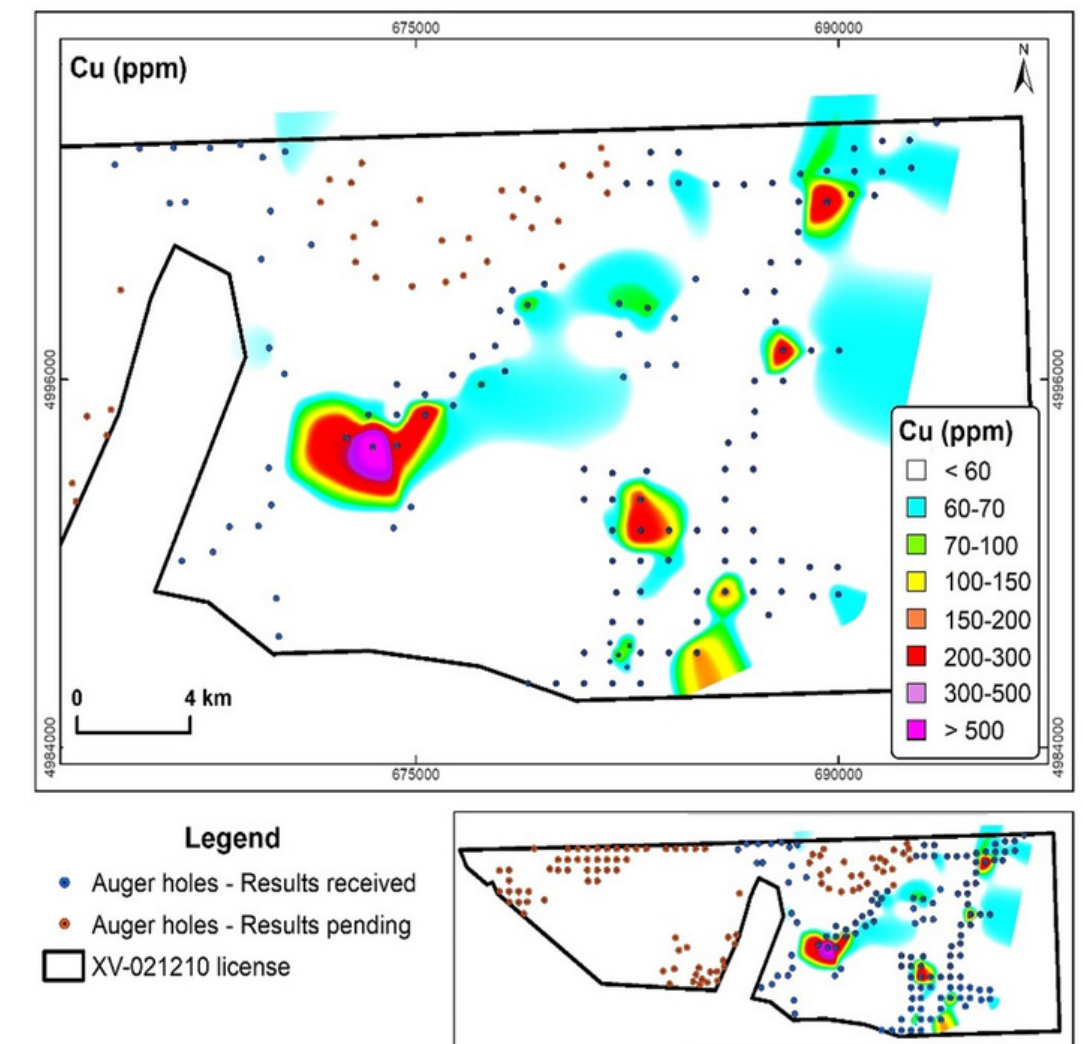 675000 690000
Cu (ppm)
N
4996000 4996000
Cu (ppm)
< 60
60-70
70-100
100-150
150-200
200-300
300-500
> 500
0 4 km
4984000 4984000
675000 690000
Legend
Auger holes - Results received
Auger holes - Results pending
XV-021210 license